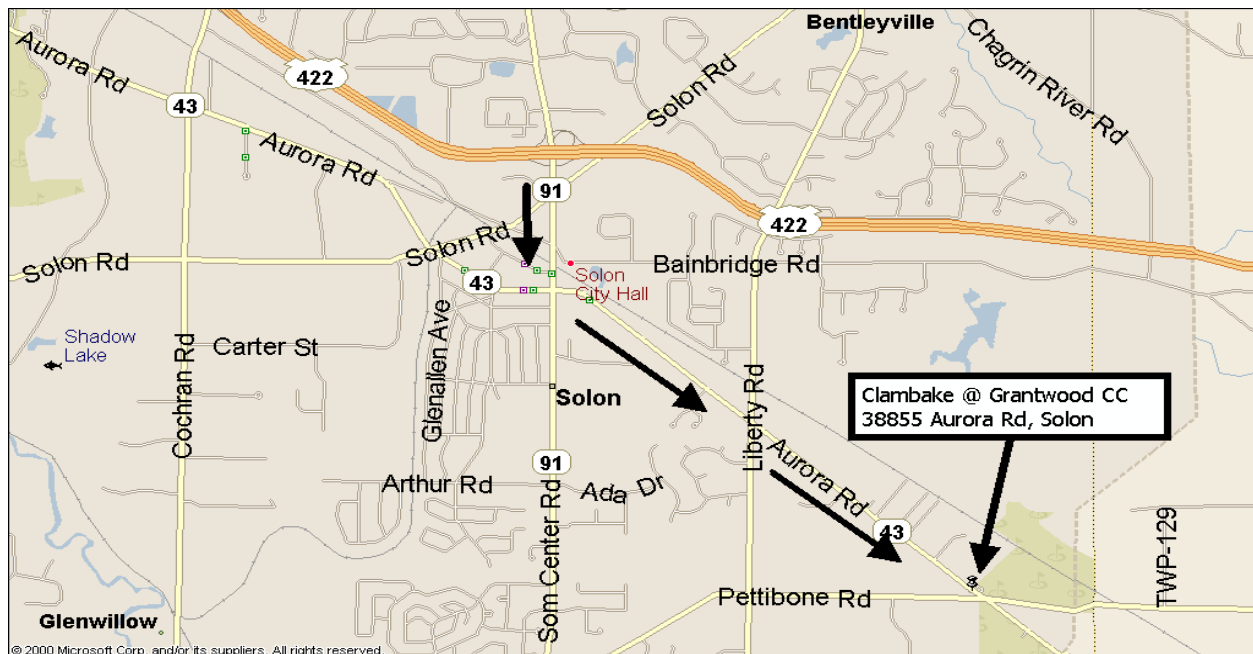 Bentleyville
Aurora Rd
422
Solon Rd
Chagrin River Rd
43
Aurora Rd
91
422
Solon Rd
Solon Rd
Bainbridge Rd
Solon
City Hall
43
Shadow
Lake
Carter St
Glenallen Ave
Cochran Rd
Solon
Liberty Rd
Clambake @ Grantwood CC
38855 Aurora Rd, Solon
91
Arthur Rd
Ada Dr
Aurora Rd
43
Som Center Rd
TWP-129
Pettibone Rd
Glenwillow
© 2000 Microsoft Corp. and/or its suppliers. All rights reserved.